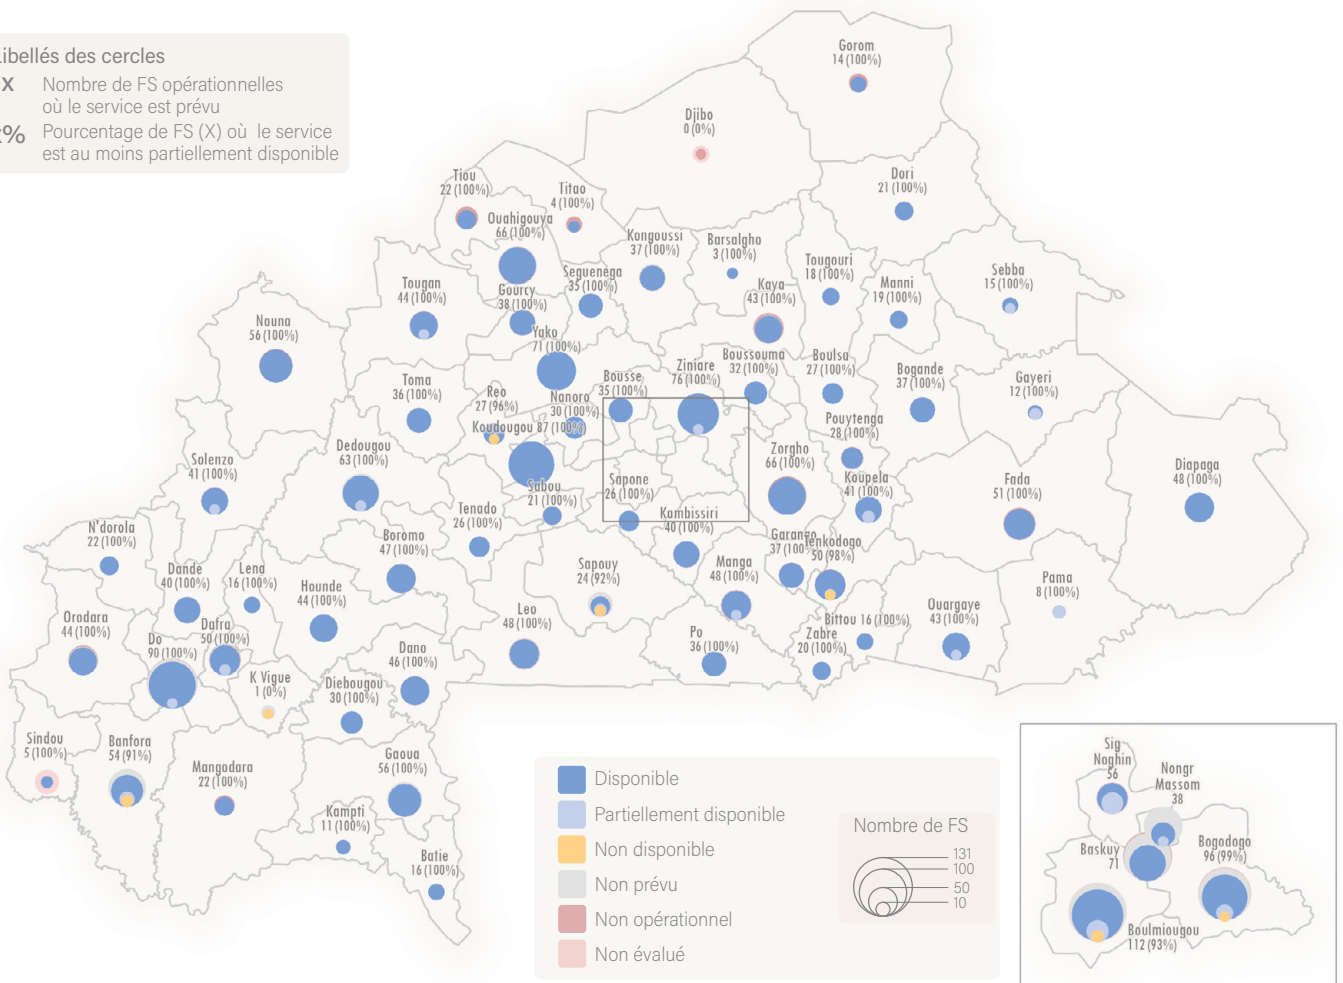 Libellés des cercles
X Nombre de FS opérationnelles
où le service est prévu
% Pourcentage de FS (X) où le service
est au moins partiellement disponible
Gorom
14 (100%)
Djibo
0 (0%)
Dori
21 (100%)
Tiou
22 (100%)
Titao
4 (100%)
Ouahigouya
66 (100%)
Kongoussi
37 (100%)
Barsalgho
3 (100%)
Tougouri
18 (100%)
Manni
19 (100%)
Sebba
15 (100%)
Seguenega
35 (100%)
Kaya
43 (100%)
Tougan
44 (100%)
Gourcy
38 (100%)
Nouna
56 (100%)
Yako
71 (100%)
Ziniare
76 (100%)
Boussouma
32 (100%)
Boulsa
27 (100%)
Bogande
37 (100%)
Gayeri
12 (100%)
Toma
36 (100%)
Bousse
35 (100%)
Reo
27 (96%)
Nanoro
30 (100%)
Koudougou 87 (100%)
Pouytenga
28 (100%)
Dedougou
63 (100%)
Solenzo
41 (100%)
Zorgho
66 (100%)
Koupela
41 (100%)
Fada
51 (100%)
Diapaga
48 (100%)
Sabou
21 (100%)
Sapone
26 (100%)
Tenado
26 (100%)
Kombissiri
40 (100%)
N'dorola
22 (100%)
Boromo
47 (100%)
Garango
37 (100%)
Tenkodogo
50 (98%)
Dande
40 (100%)
Lena
16 (100%)
Hounde
44 (100%)
Sapouy
24 (92%)
Manga
48 (100%)
Pama
8 (100%)
Orodara
44 (100%)
Dafra
50 (100%)
Do
90 (100%)
Leo
48 (100%)
Po
36 (100%)
Bittou 16 (100%)
Zabre
20 (100%)
Ouargaye
43 (100%)
Dano
46 (100%)
K Vigue
1 (0%)
Diebougou
30 (100%)
Sindou
5 (100%)
Banfora
54 (91%)
Mangodara
22 (100%)
Gaoua
56 (100%)
Kampti
11 (100%)
Batie
16 (100%)
Disponible
Partiellement disponible
Non disponible
Non prévu
Non opérationnel
Non évalué
Nombre de FS
131
100
50
10
Sig
Noghin
56
Nongr
Massom
38
Baskuy
71
Bogodogo
96 (99%)
Boulmiougou
112 (93%)